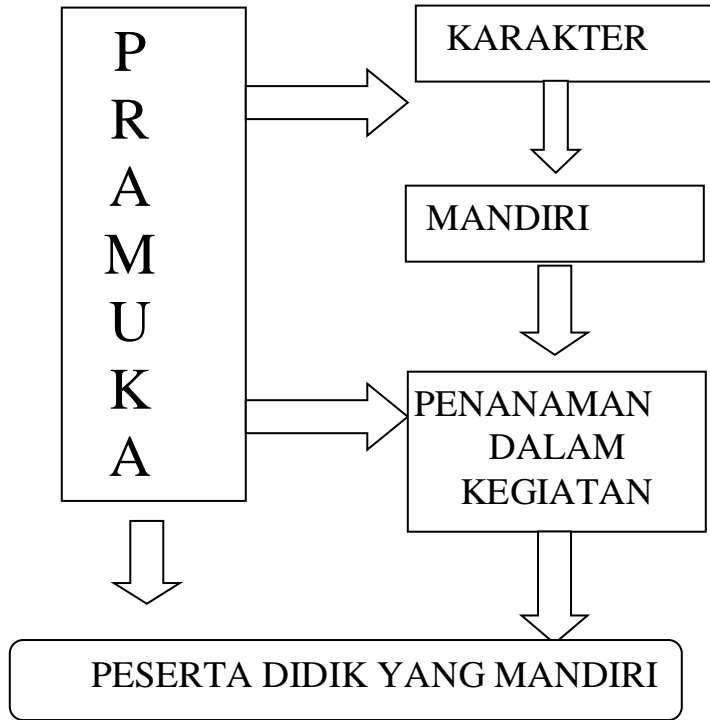 P
R
A
M
U
K
A
KARAKTER
MANDIRI
PENANAMAN
DALAM
KEGIATAN
PESERTA DIDIK YANG MANDIRI